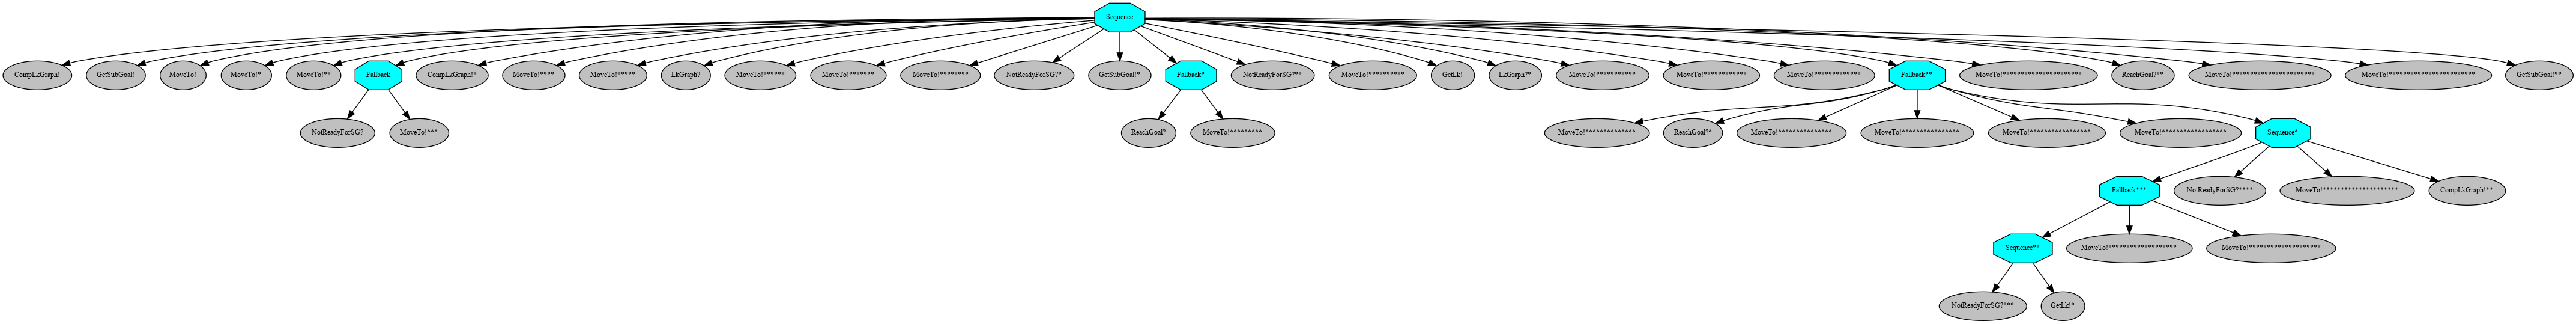 Sequence
CompLkGraph! GetSubGoal! MoveTo! MoveTo!* MoveTo!** Fallback CompLkGraph!* MoveTo!**** MoveTo!***** LkGraph? MoveTo!****** MoveTo!******* MoveTo!******** NotReadyForSG?* GetSubGoal!* Fallback* NotReadyForSG?** MoveTo!********** GetLk! LkGraph?* MoveTo!*********** MoveTo!************ MoveTo!************* Fallback** MoveTo!********************** ReachGoal?** MoveTo!*********************** MoveTo!************************ GetSubGoal!**
NotReadyForSG? MoveTo!*** ReachGoal? MoveTo!********* MoveTo!************** ReachGoal?* MoveTo!*************** MoveTo!**************** MoveTo!***************** MoveTo!****************** Sequence*
Fallback*** NotReadyForSG?**** MoveTo!********************* CompLkGraph!**
Sequence** MoveTo!******************* MoveTo!********************
NotReadyForSG?*** GetLk!*